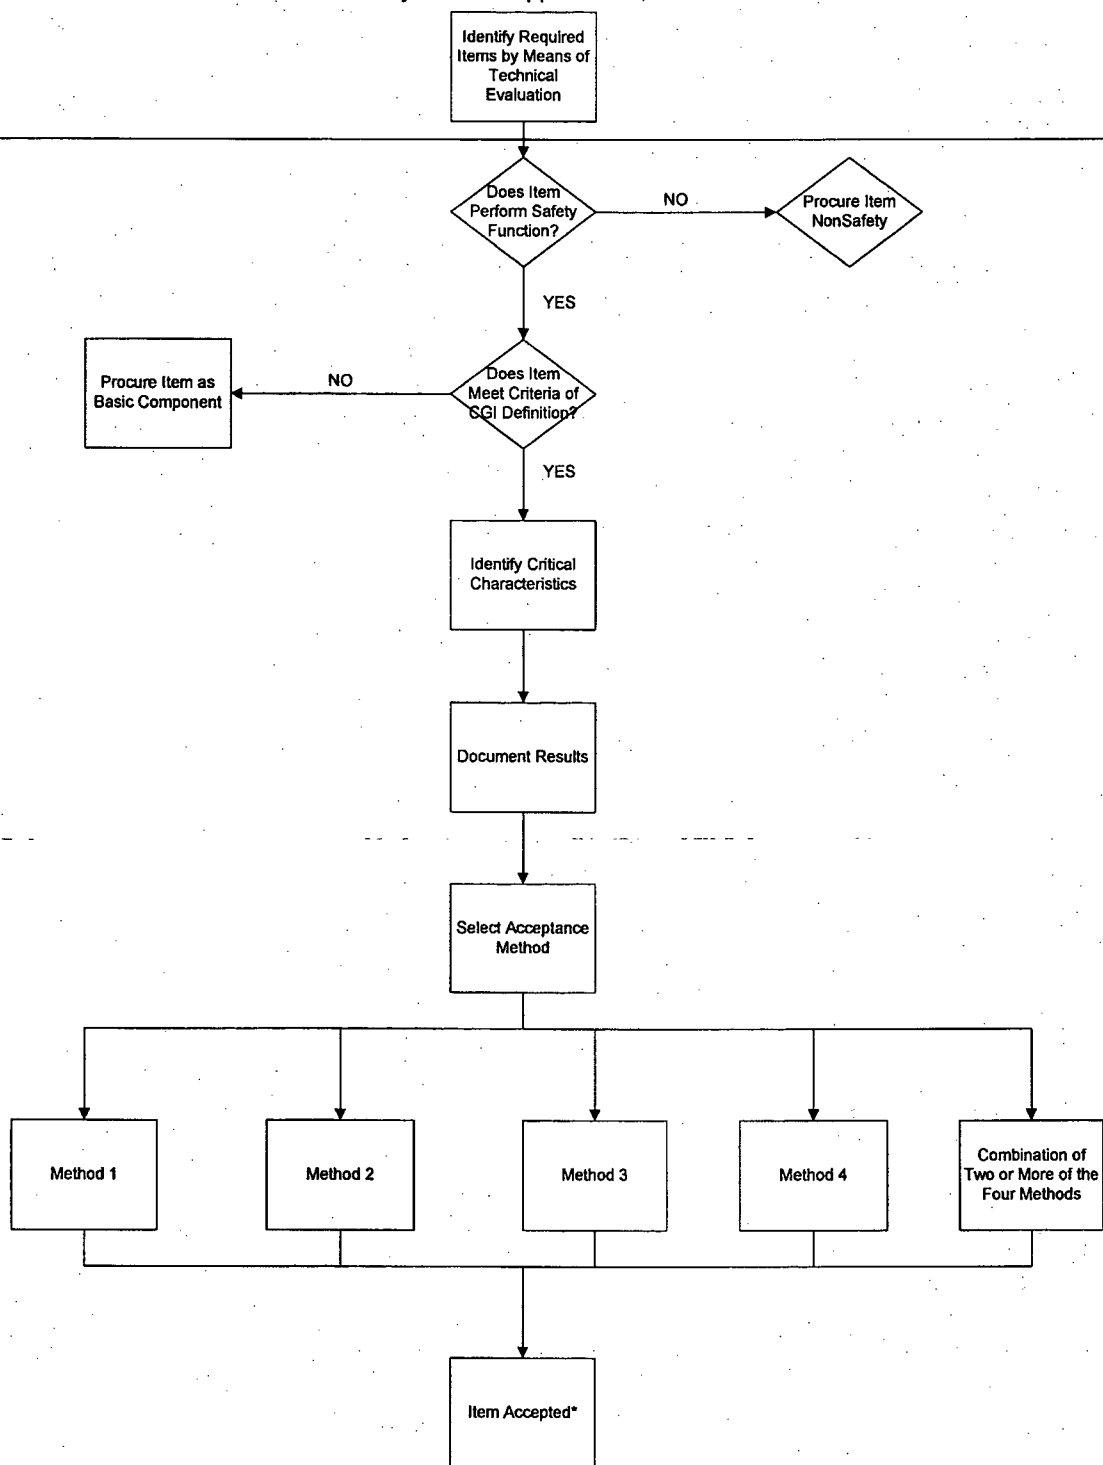 Identify Required
Items by Means of
Technical
Evaluation
Does Item
Perform Safety
Function?
NO
Procure Item
NonSafety
YES
Does Item
Meet Criteria of
CGI Definition?
NO
Procure Item as
Basic Component
YES
Identify Critical
Characteristics
Document Results
Select Acceptance
Method
Method 1
Method 2
Method 3
Method 4
Combination of
Two or More of the
Four Methods
Item Accepted*